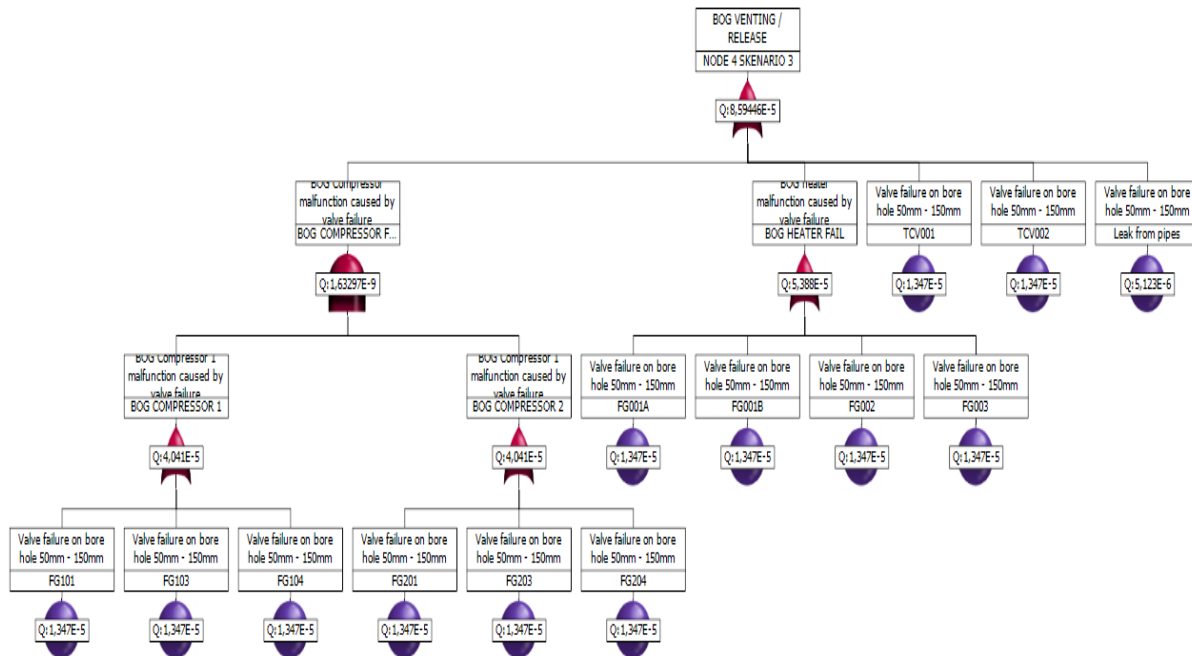 BOG VENTING /
RELEASE
NODE 4 SKENARIO 3
Q:8,59446E-5
BOG Compressor
malfunction caused by
valve failure
BOG COMPRESSOR F...
Q:1,63297E-9
BOG heater
malfunction caused by
valve failure
BOG HEATER FAIL
Q:5,388E-5
Valve failure on bore
hole 50mm - 150mm
TCV001
Q:1,347E-5
Valve failure on bore
hole 50mm - 150mm
TCV002
Q:1,347E-5
Valve failure on bore
hole 50mm - 150mm
Leak from pipes
Q:5,123E-6
BOG Compressor 1
malfunction caused by
valve failure
BOG COMPRESSOR 1
Q:4,041E-5
BOG Compressor 1
malfunction caused by
valve failure
BOG COMPRESSOR 2
Q:4,041E-5
Valve failure on bore
hole 50mm - 150mm
FG001A
Q:1,347E-5
Valve failure on bore
hole 50mm - 150mm
FG001B
Q:1,347E-5
Valve failure on bore
hole 50mm - 150mm
FG002
Q:1,347E-5
Valve failure on bore
hole 50mm - 150mm
FG003
Q:1,347E-5
Valve failure on bore
hole 50mm - 150mm
FG101
Q:1,347E-5
Valve failure on bore
hole 50mm - 150mm
FG103
Q:1,347E-5
Valve failure on bore
hole 50mm - 150mm
FG104
Q:1,347E-5
Valve failure on bore
hole 50mm - 150mm
FG201
Q:1,347E-5
Valve failure on bore
hole 50mm - 150mm
FG203
Q:1,347E-5
Valve failure on bore
hole 50mm - 150mm
FG204
Q:1,347E-5